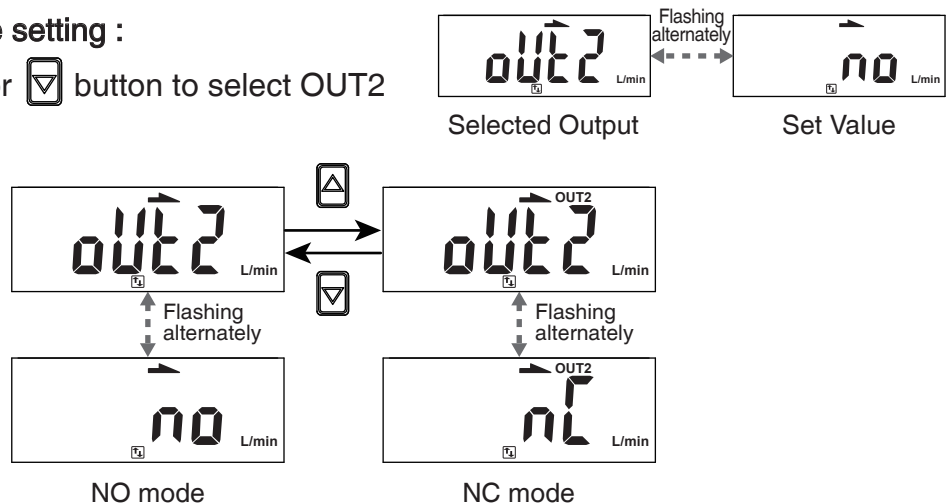 e setting :
or button to select OUT2
Flashing
alternately
oUt2
L/min
no
L/min
Selected Output
Set Value
oUt2
L/min
OUT2
oUt2
L/min
Flashing
alternately
Flashing
alternately
no
L/min
OUT2
nC
L/min
NO mode
NC mode